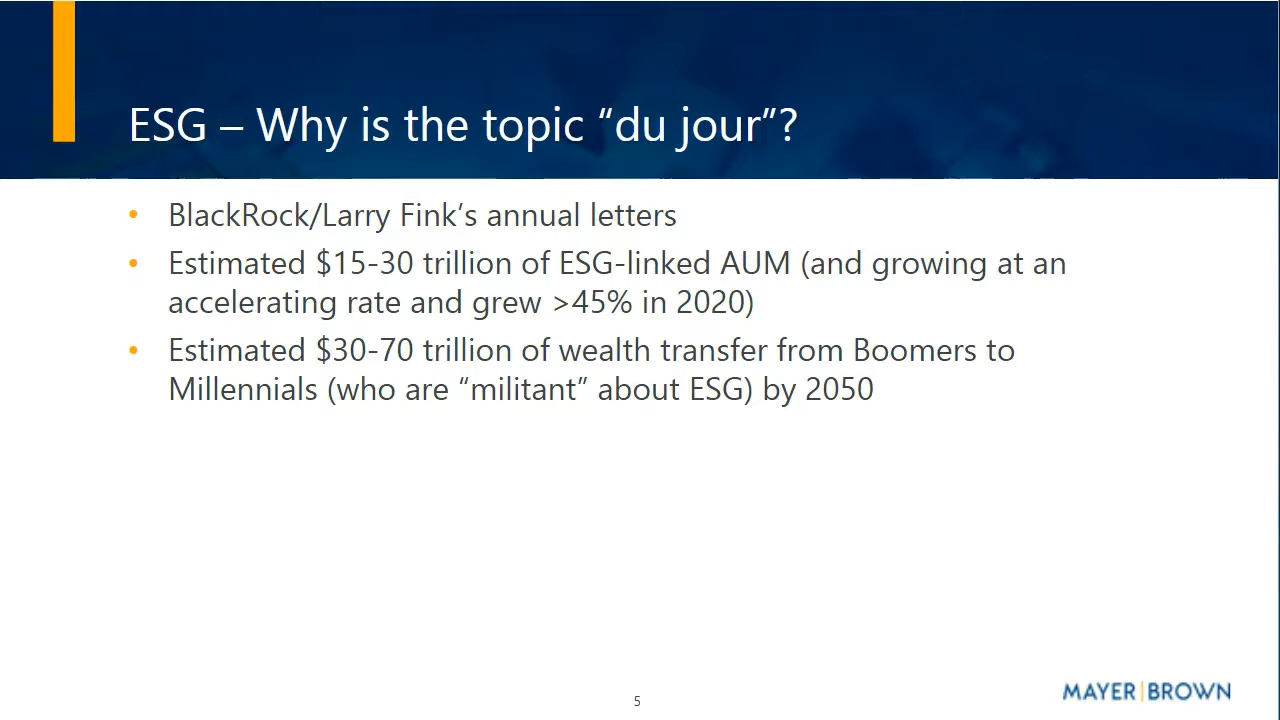 ESG – Why is the topic “du jour”?
• BlackRock/Larry Fink’s annual letters
• Estimated $15-30 trillion of ESG-linked AUM (and growing at an
accelerating rate and grew >45% in 2020)
• Estimated $30-70 trillion of wealth transfer from Boomers to
Millennials (who are “militant” about ESG) by 2050
5
MAYER|BROWN